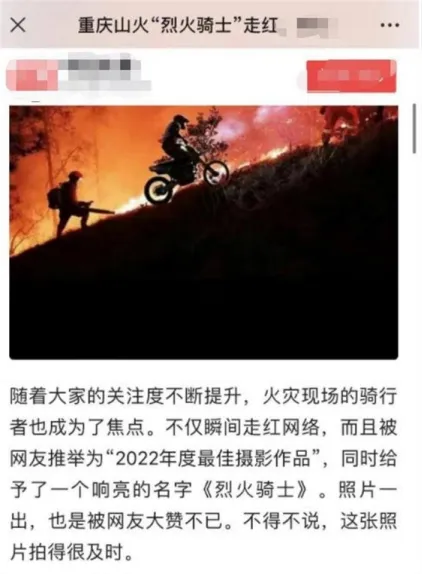 重庆山火“烈火骑士”走红
随着大家的关注度不断提升，火灾现场的骑行
者也成为了焦点。不仅瞬间走红网络，而且被
网友推举为“2022年度最佳摄影作品”，同时给
予了一个响亮的名字《烈火骑士》。照片一
出，也是被网友大赞不已。不得不说，这张照
片拍得很及时。